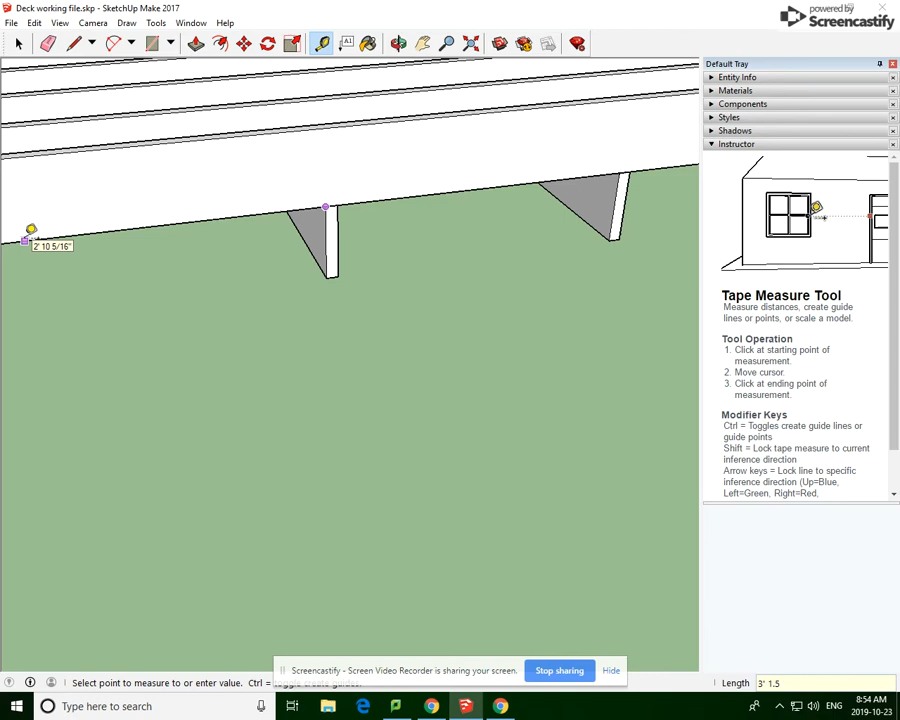 Deck working file.skp - SketchUp Make 2017
powered by
Screencastify
File Edit View Camera Draw Tools Window Help
A1
Default Tray
Entity Info
Materials
Components
Styles
Shadows
Instructor
2' 10 5/16"
Tape Measure Tool
Measure distances, create guide
lines or points, or scale a model.
Tool Operation
1. Click at starting point of
measurement.
2. Move cursor.
3. Click at ending point of
measurement.
Modifier Keys
Ctrl = Toggles create guide lines or
guide points
Shift = Lock tape measure to current
inference direction
Arrow keys = Lock line to specific
inference direction (Up=Blue,
Left=Green, Right=Red,
Screencastify - Screen Video Recorder is sharing your screen.
Stop sharing
Hide
Select point to measure to or enter value. Ctrl =
Length 3' 1.5
Type here to search
ENG
8:54 AM
2019-10-23